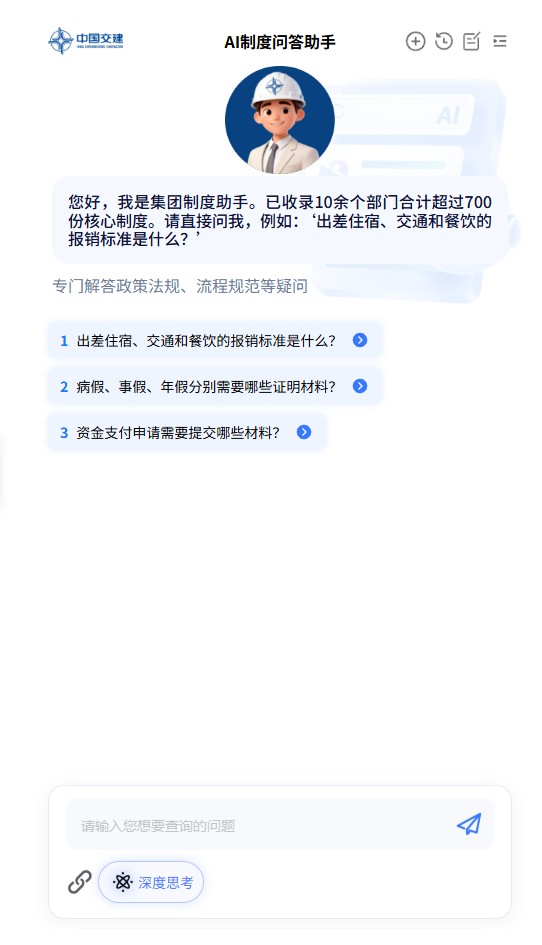 中国交建
AI制度问答助手
AI
您好，我是集团制度助手。已收录10余个部门合计超过700
份核心制度。请直接问我，例如：‘出差住宿、交通和餐饮的
报销标准是什么？’
专门解答政策法规、流程规范等疑问
1 出差住宿、交通和餐饮的报销标准是什么？
2 病假、事假、年假分别需要哪些证明材料？
3 资金支付申请需要提交哪些材料？
请输入您想要查询的问题
深度思考